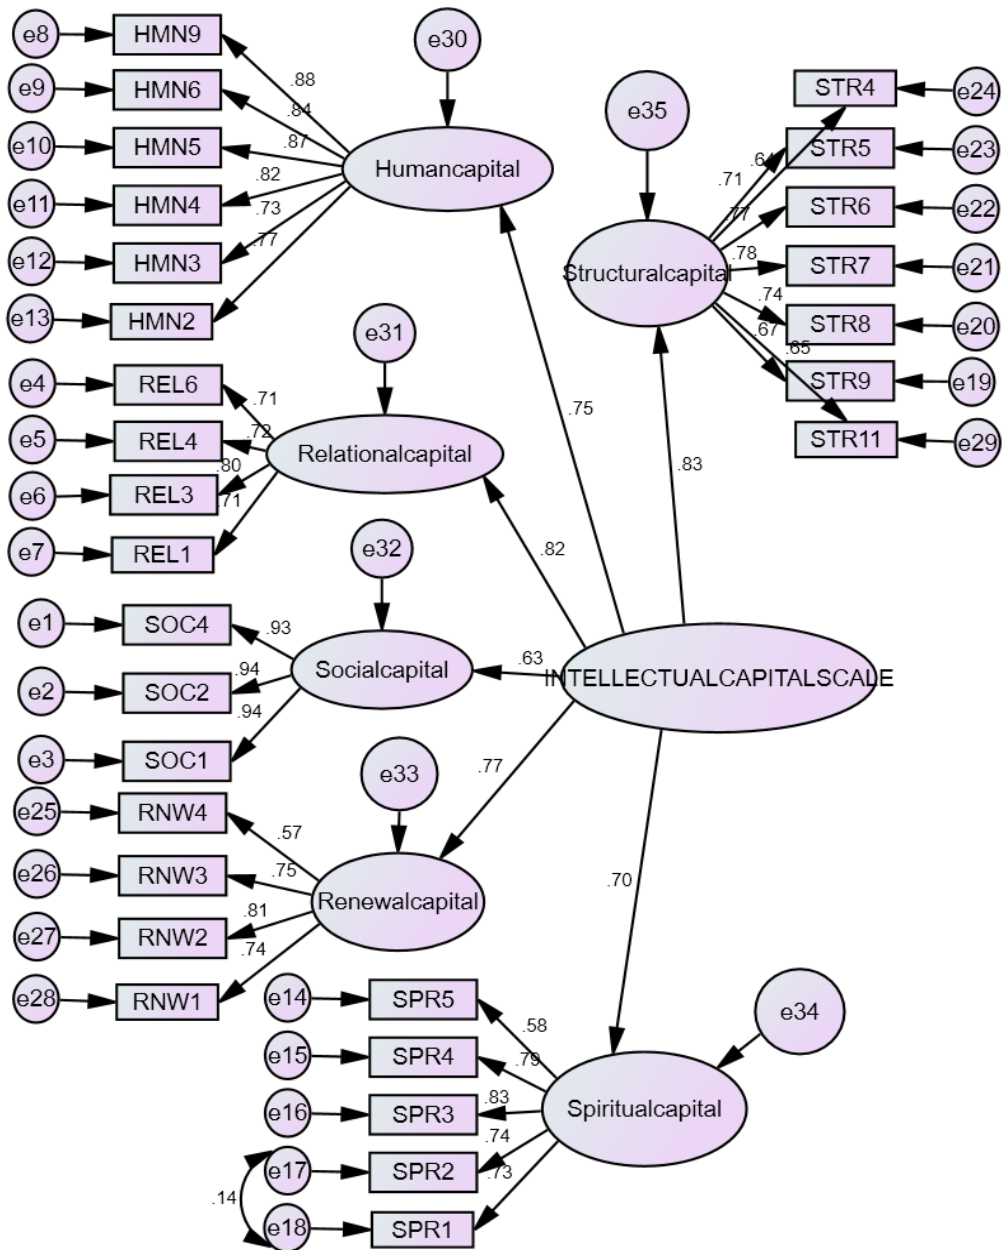 e8 HMN9
e9 HMN6
e10 HMN5
e11 HMN4
e12 HMN3
e13 HMN2
.88
.84
.87
.82
.73
.77
e30
Humancapital
e35
Structuralcapital
.64
.71
.77
.78
.74
.67
.65
STR4 e24
STR5 e23
STR6 e22
STR7 e21
STR8 e20
STR9 e19
STR11 e29
e4 REL6
e5 REL4
e6 REL3
e7 REL1
.71
.72
.80
.71
e31
Relationalcapital
.75
.83
.82
e32
e1 SOC4
e2 SOC2
e3 SOC1
.93
.94
.94
Socialcapital
.63
INTELLECTUALCAPITALSCALE
.77
.70
e33
e25 RNW4
e26 RNW3
e27 RNW2
e28 RNW1
.57
.75
.81
.74
Renewalcapital
e14 SPR5
e15 SPR4
e16 SPR3
e17 SPR2
e18 SPR1
.14
.58
.79
.83
.74
.73
e34
Spiritualcapital